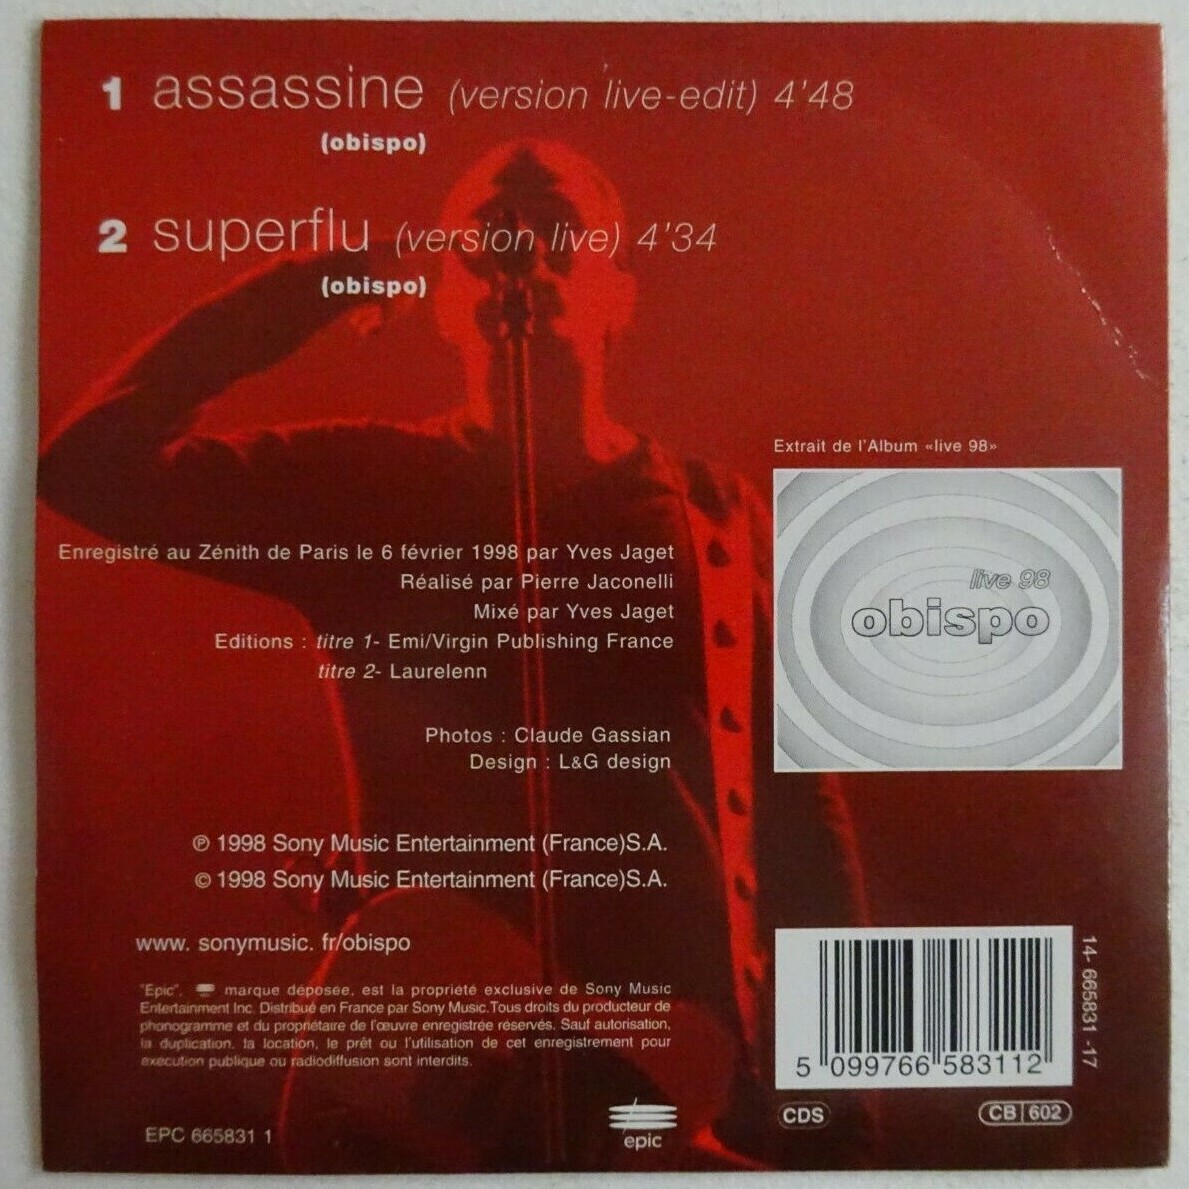 1 assassine (version live-edit) 4'48
(obispo)
2 superflu (version live) 4'34
(obispo)
Extrait de l'Album «live 98»
live 98
obispo
Enregistré au Zénith de Paris le 6 février 1998 par Yves Jaget
Réalisé par Pierre Jaconelli
Mixé par Yves Jaget
Editions : titre 1- Emi/Virgin Publishing France
titre 2- Laurelenn
Photos : Claude Gassian
Design : L&G design
℗ 1998 Sony Music Entertainment (France)S.A.
© 1998 Sony Music Entertainment (France)S.A.
www. sonymusic. fr/obispo
"Epic", marque déposée, est la propriété exclusive de Sony Music
Entertainment Inc. Distribué en France par Sony Music.Tous droits du producteur de
phonogramme et du propriétaire de l'œuvre enregistrée réservés. Sauf autorisation,
la duplication, la location, le prêt ou l'utilisation de cet enregistrement pour
exécution publique ou radiodiffusion sont interdits.
EPC 665831 1
epic
14- 665831 -17
5 099766 583112
CDS
CB 602